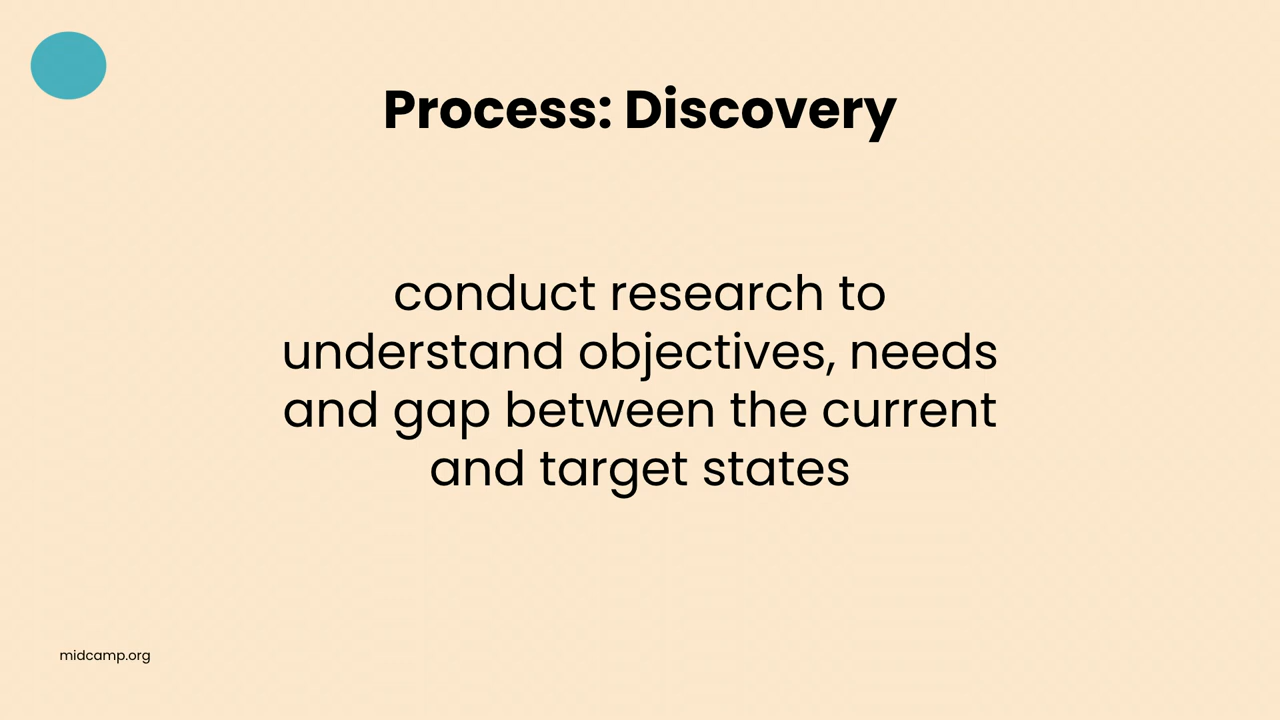 Process: Discovery
conduct research to
understand objectives, needs
and gap between the current
and target states
midcamp.org